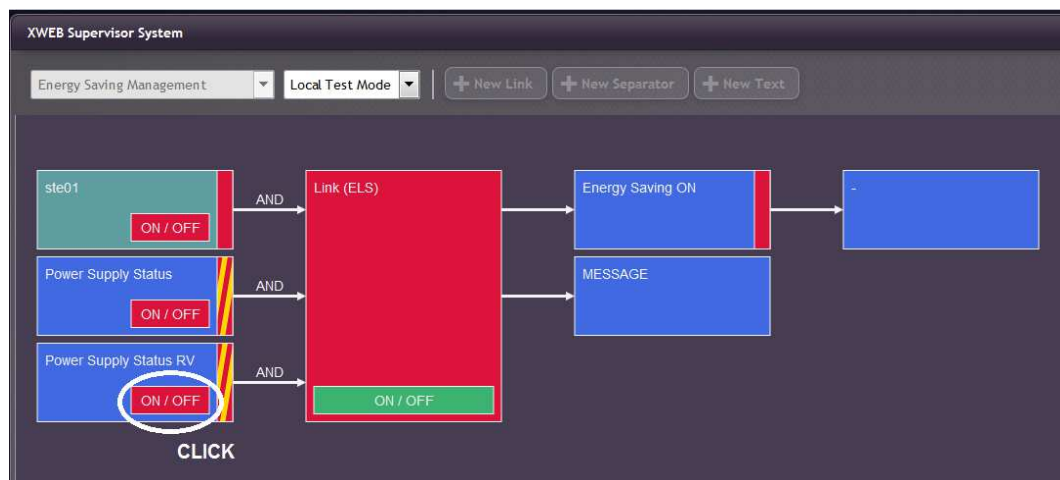 XWEB Supervisor System
Energy Saving Management
Local Test Mode
New Link
New Separator
New Text
ste01
ON / OFF
AND
Link (ELS)
Energy Saving ON
-
Power Supply Status
ON / OFF
AND
MESSAGE
Power Supply Status RV
ON / OFF
AND
ON / OFF
CLICK